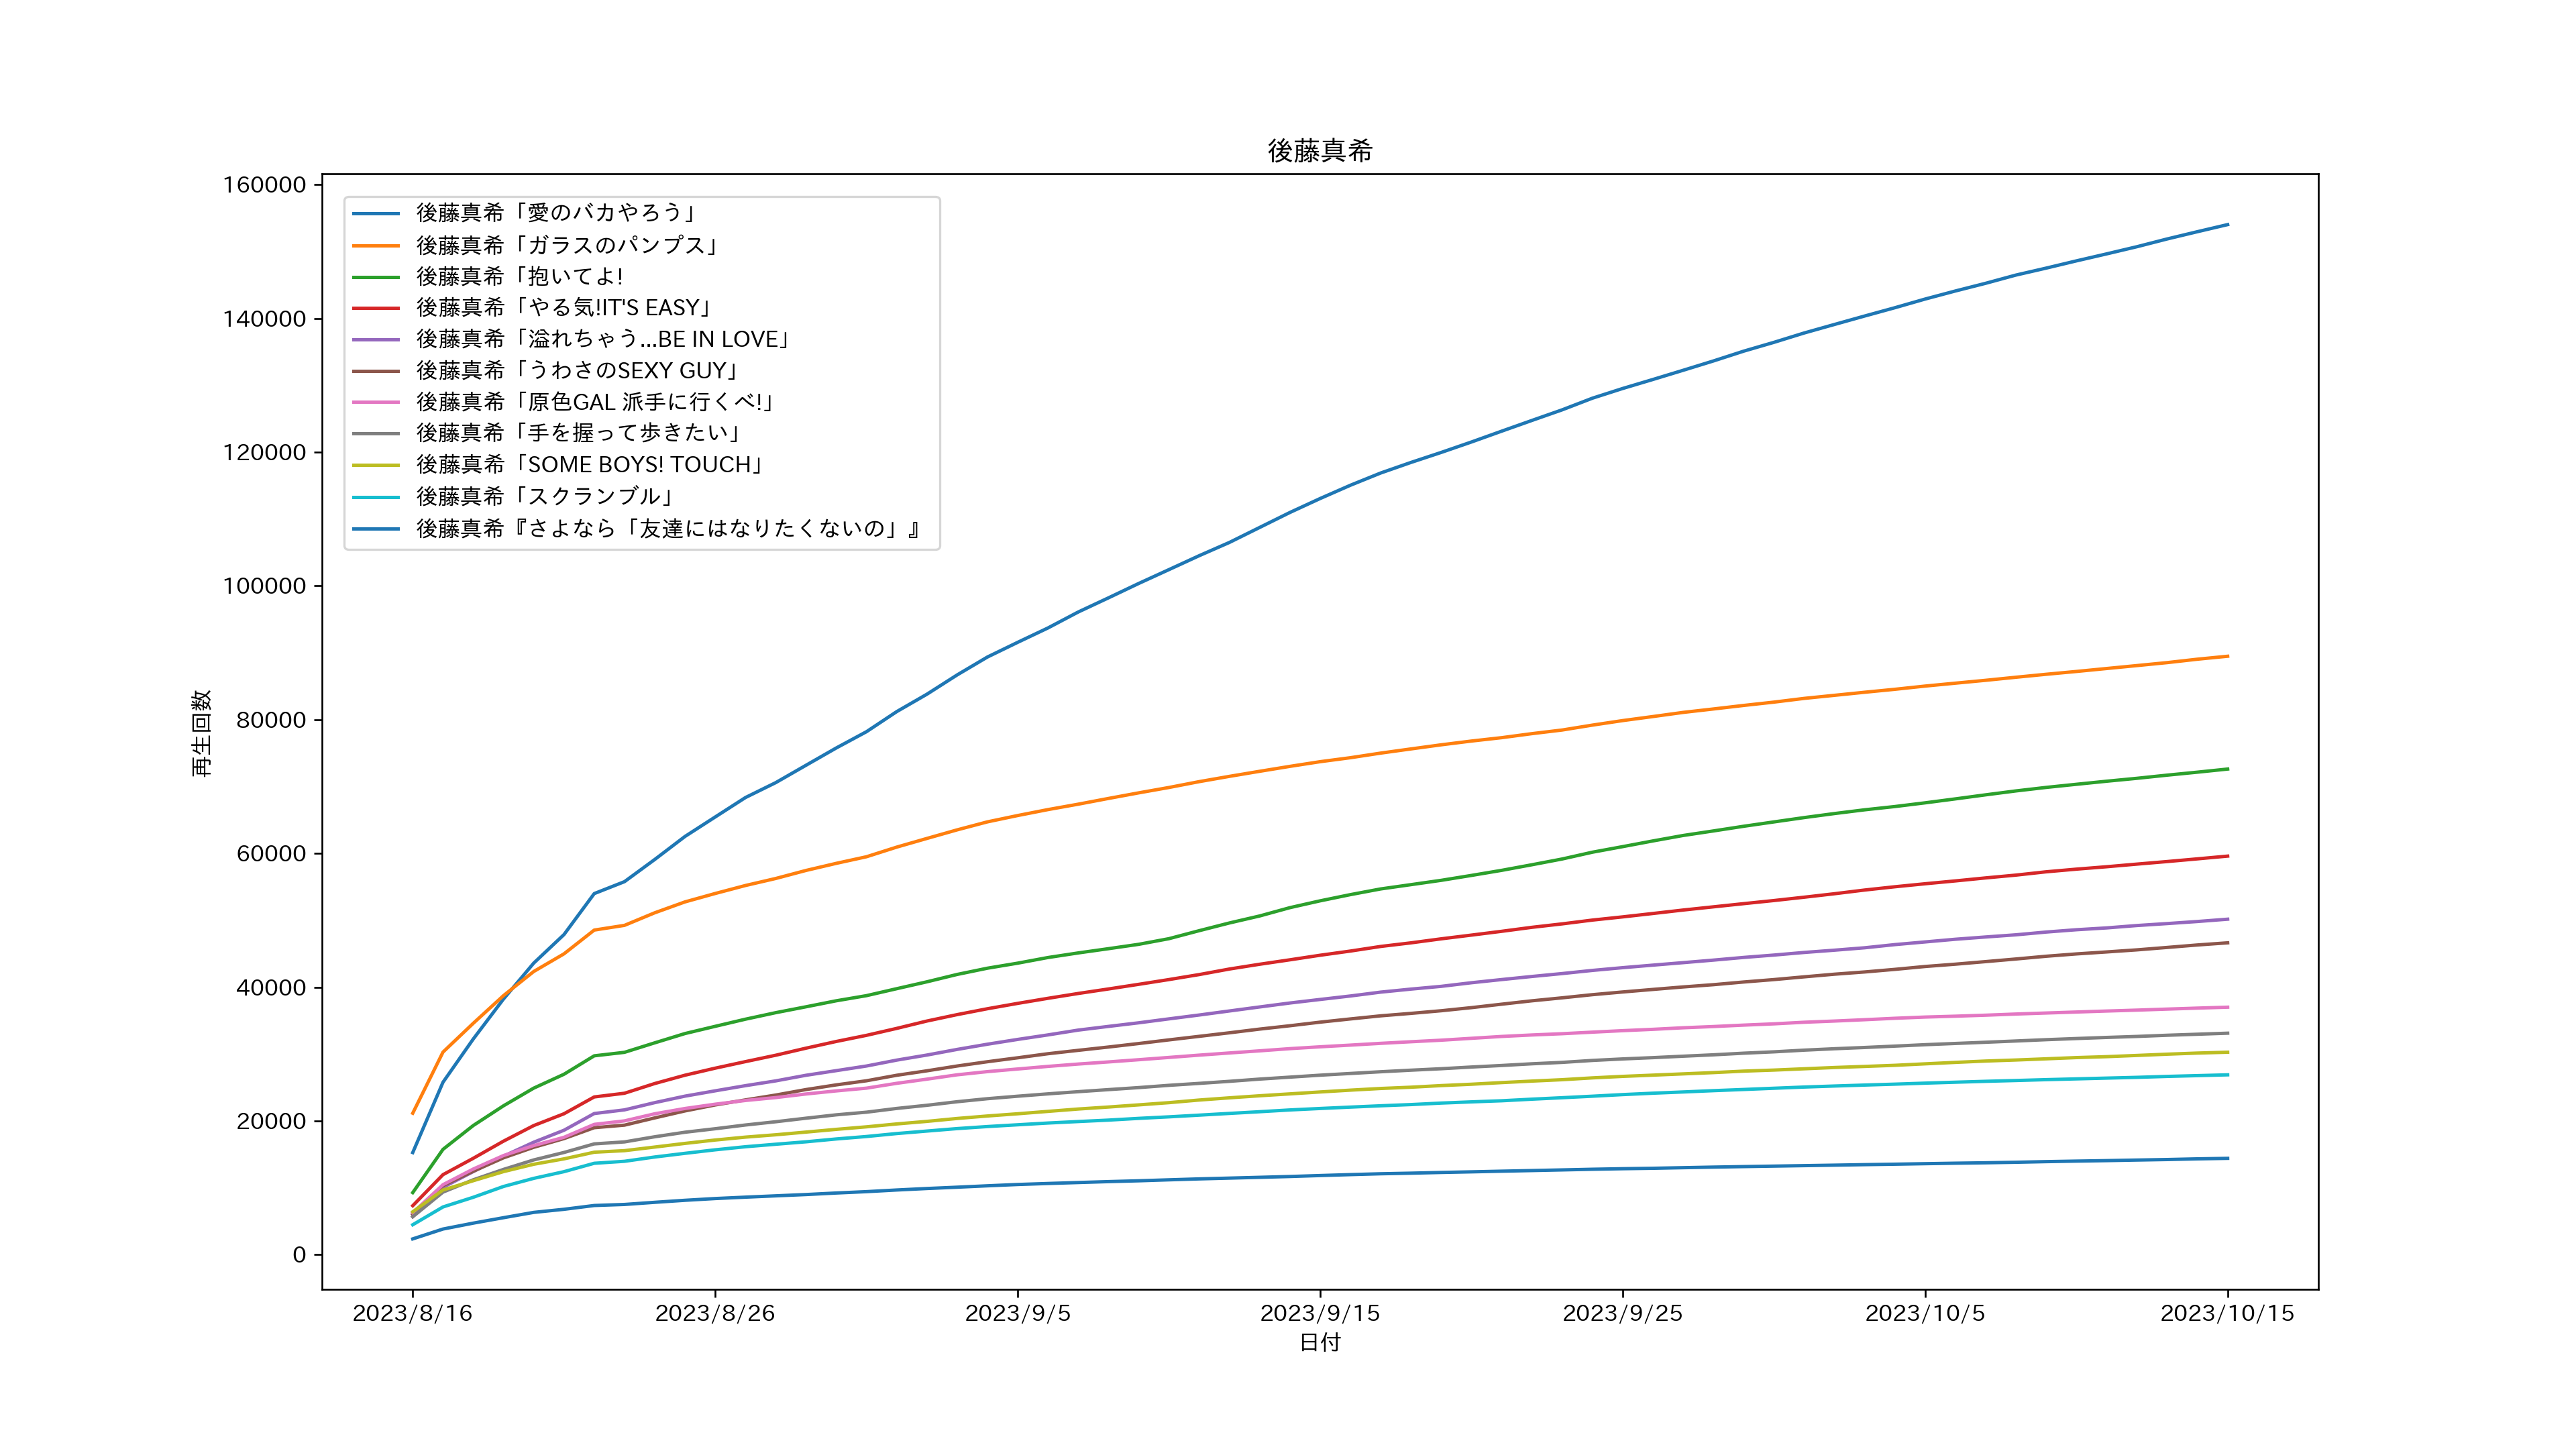 後藤真希
160000
140000
120000
100000
80000
60000
40000
20000
0
再生回数
後藤真希「愛のバカやろう」
後藤真希「ガラスのパンプス」
後藤真希「抱いてよ!
後藤真希「やる気!IT'S EASY」
後藤真希「溢れちゃう...BE IN LOVE」
後藤真希「うわさのSEXY GUY」
後藤真希「原色GAL 派手に行くべ!」
後藤真希「手を握って歩きたい」
後藤真希「SOME BOYS! TOUCH」
後藤真希「スクランブル」
後藤真希『さよなら「友達にはなりたくないの」』
2023/8/16
2023/8/26
2023/9/5
2023/9/15
2023/9/25
2023/10/5
2023/10/15
日付